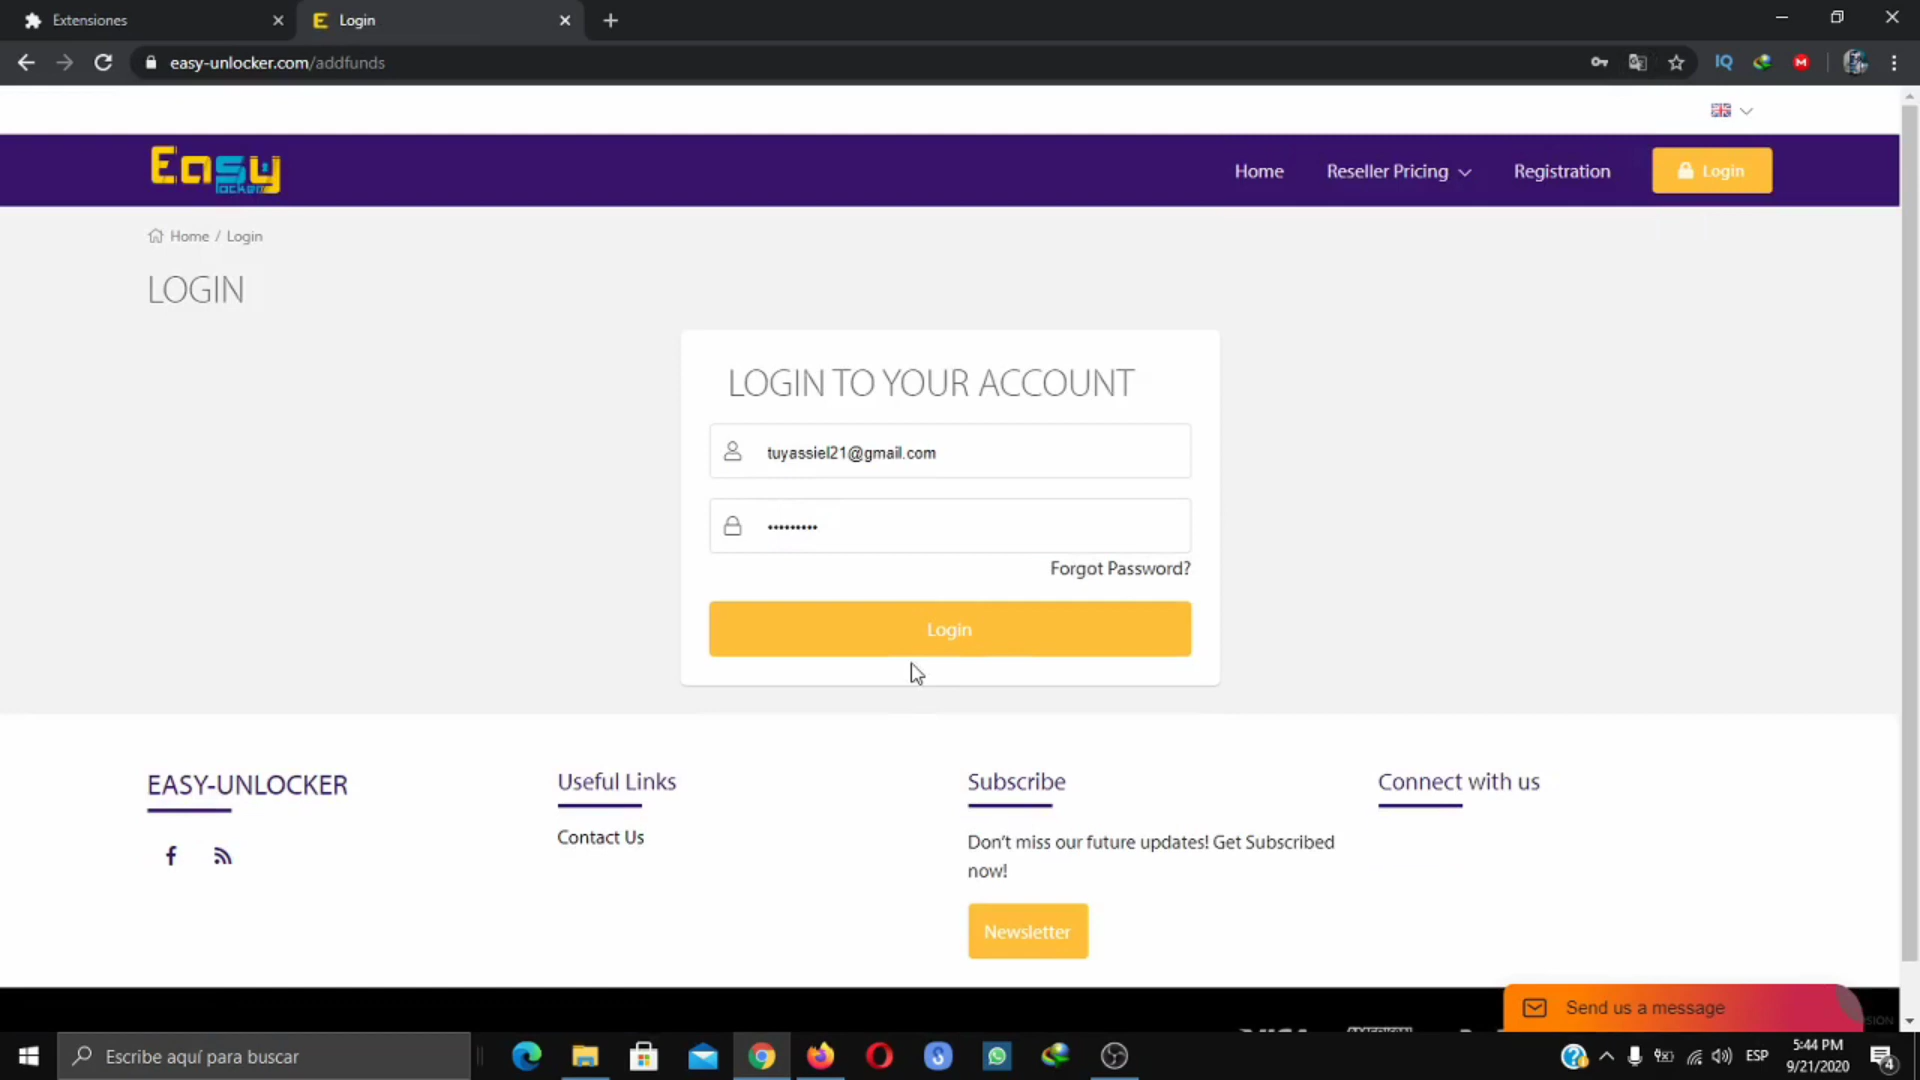 Extensiones
Login
easy-unlocker.com/addfunds
IQ
Easy
Home
Reseller Pricing
Registration
Login
Home / Login
LOGIN
LOGIN TO YOUR ACCOUNT
tuyassiel21@gmail.com
•••••••••
Forgot Password?
Login
EASY-UNLOCKER
Useful Links
Subscribe
Connect with us
Contact Us
Don't miss our future updates! Get Subscribed
now!
Newsletter
Send us a message
Escribe aquí para buscar
ESP
5:44 PM
9/21/2020
4